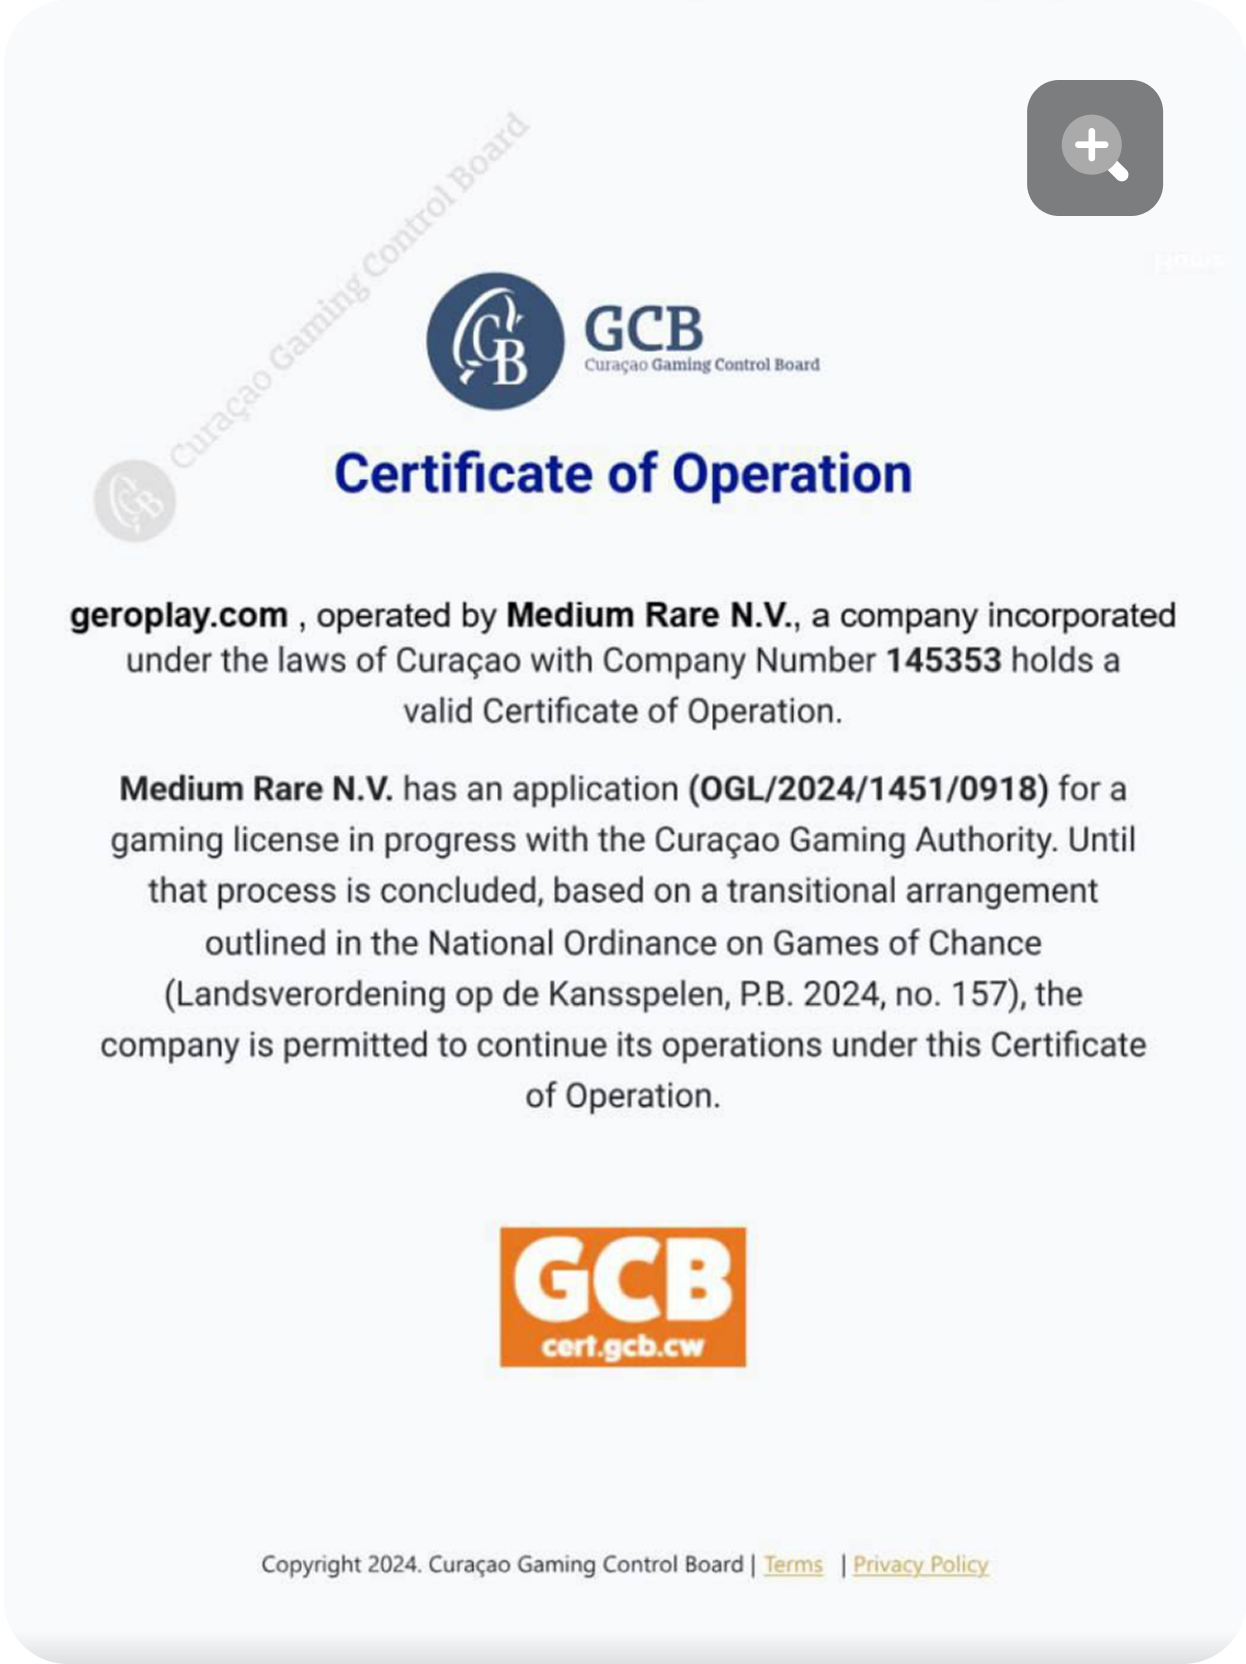 Curaçao Gaming Control Board
GCB
Curaçao Gaming Control Board
Certificate of Operation
geroplay.com , operated by Medium Rare N.V., a company incorporated
under the laws of Curaçao with Company Number 145353 holds a
valid Certificate of Operation.
Medium Rare N.V. has an application (OGL/2024/1451/0918) for a
gaming license in progress with the Curaçao Gaming Authority. Until
that process is concluded, based on a transitional arrangement
outlined in the National Ordinance on Games of Chance
(Landsverordening op de Kansspelen, P.B. 2024, no. 157), the
company is permitted to continue its operations under this Certificate
of Operation.
GCB
cert.gcb.cw
Copyright 2024. Curaçao Gaming Control Board | Terms | Privacy Policy